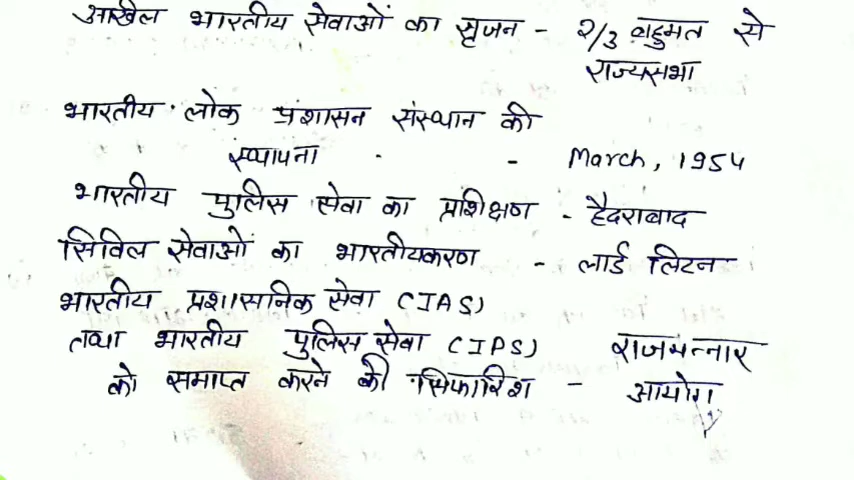 अखिल भारतीय सेवाओं का सृजन - 2/3 बहुमत से
राज्यसभा
भारतीय लोक प्रशासन संस्थान की
स्थापना - March, 1954
भारतीय पुलिस सेवा का प्रशिक्षण - हैदराबाद
सिविल सेवाओं का भारतीयकरण - लार्ड लिटन
भारतीय प्रशासनिक सेवा (IAS)
तथा भारतीय पुलिस सेवा (IPS) राजमन्नार
को समाप्त करने की सिफारिश - आयोग